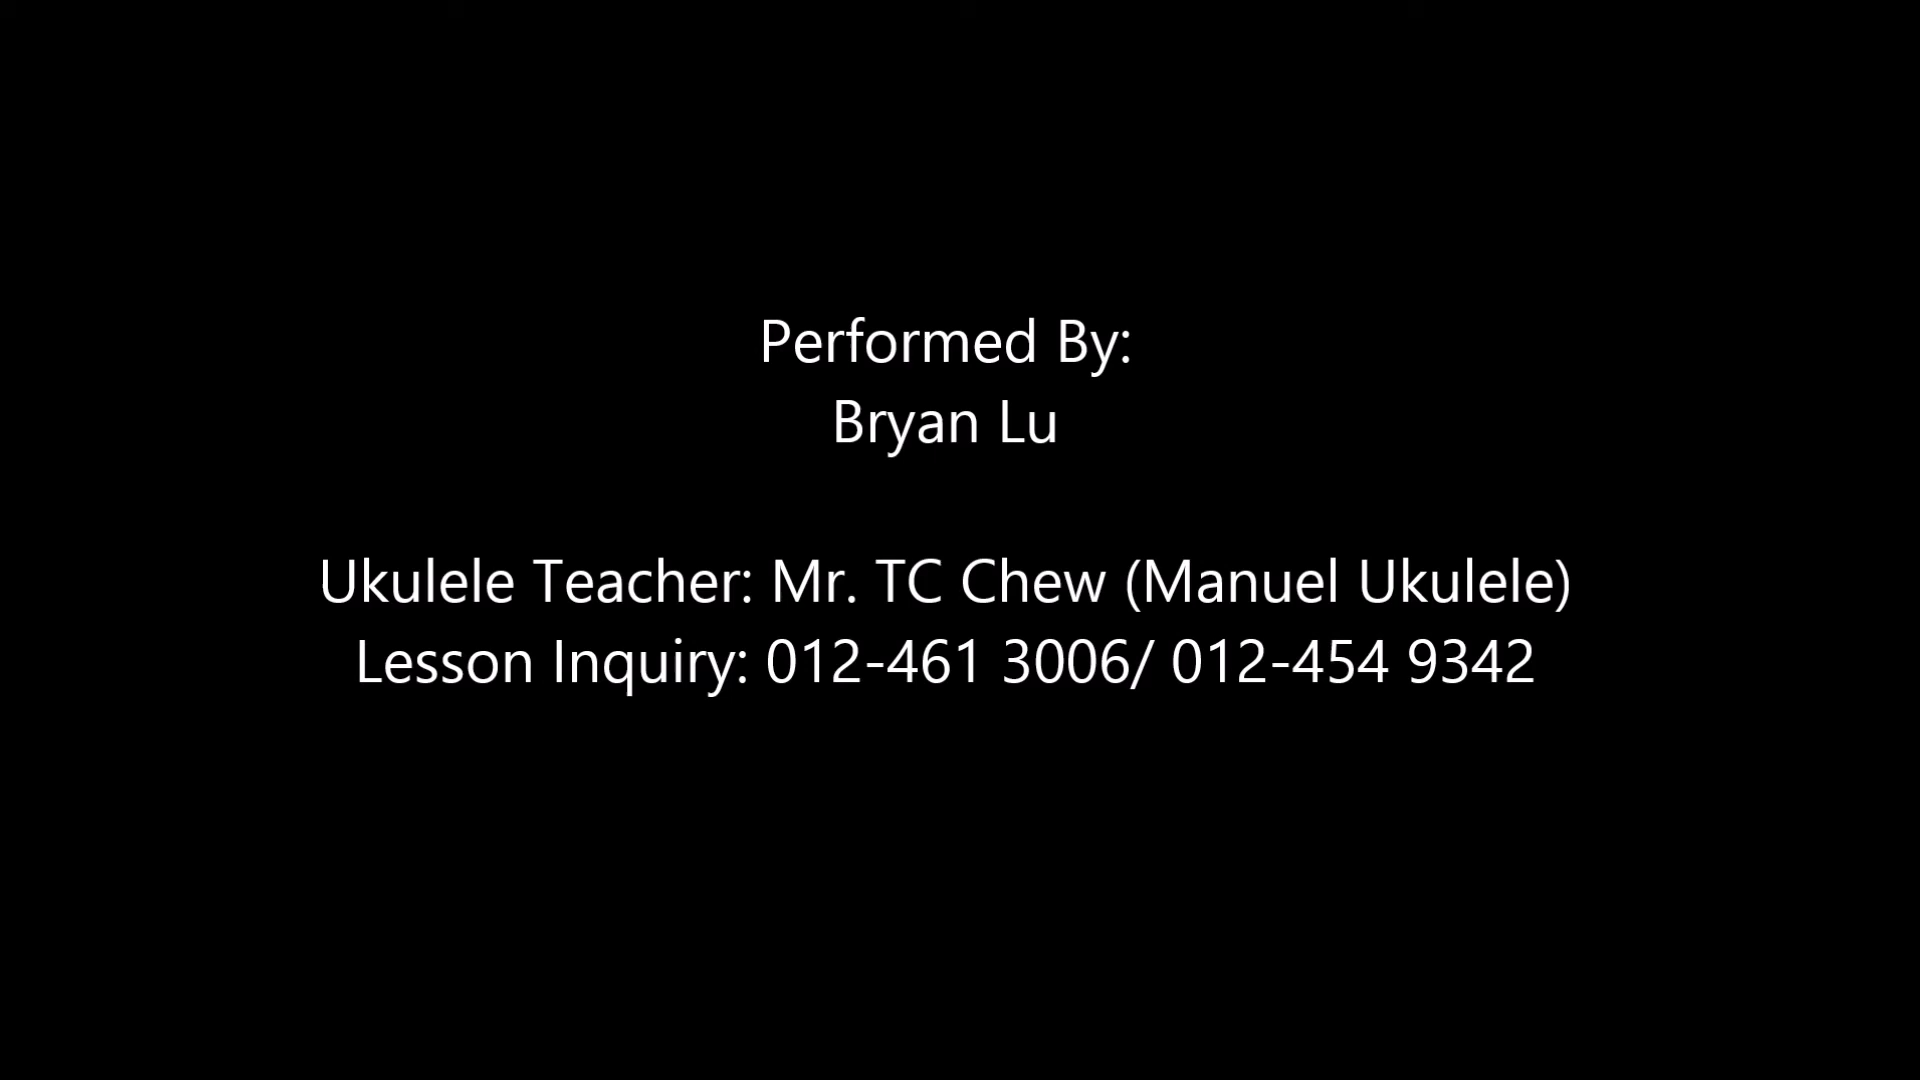 Performed By:
Bryan Lu
Ukulele Teacher: Mr. TC Chew (Manuel Ukulele)
Lesson Inquiry: 012-461 3006/ 012-454 9342